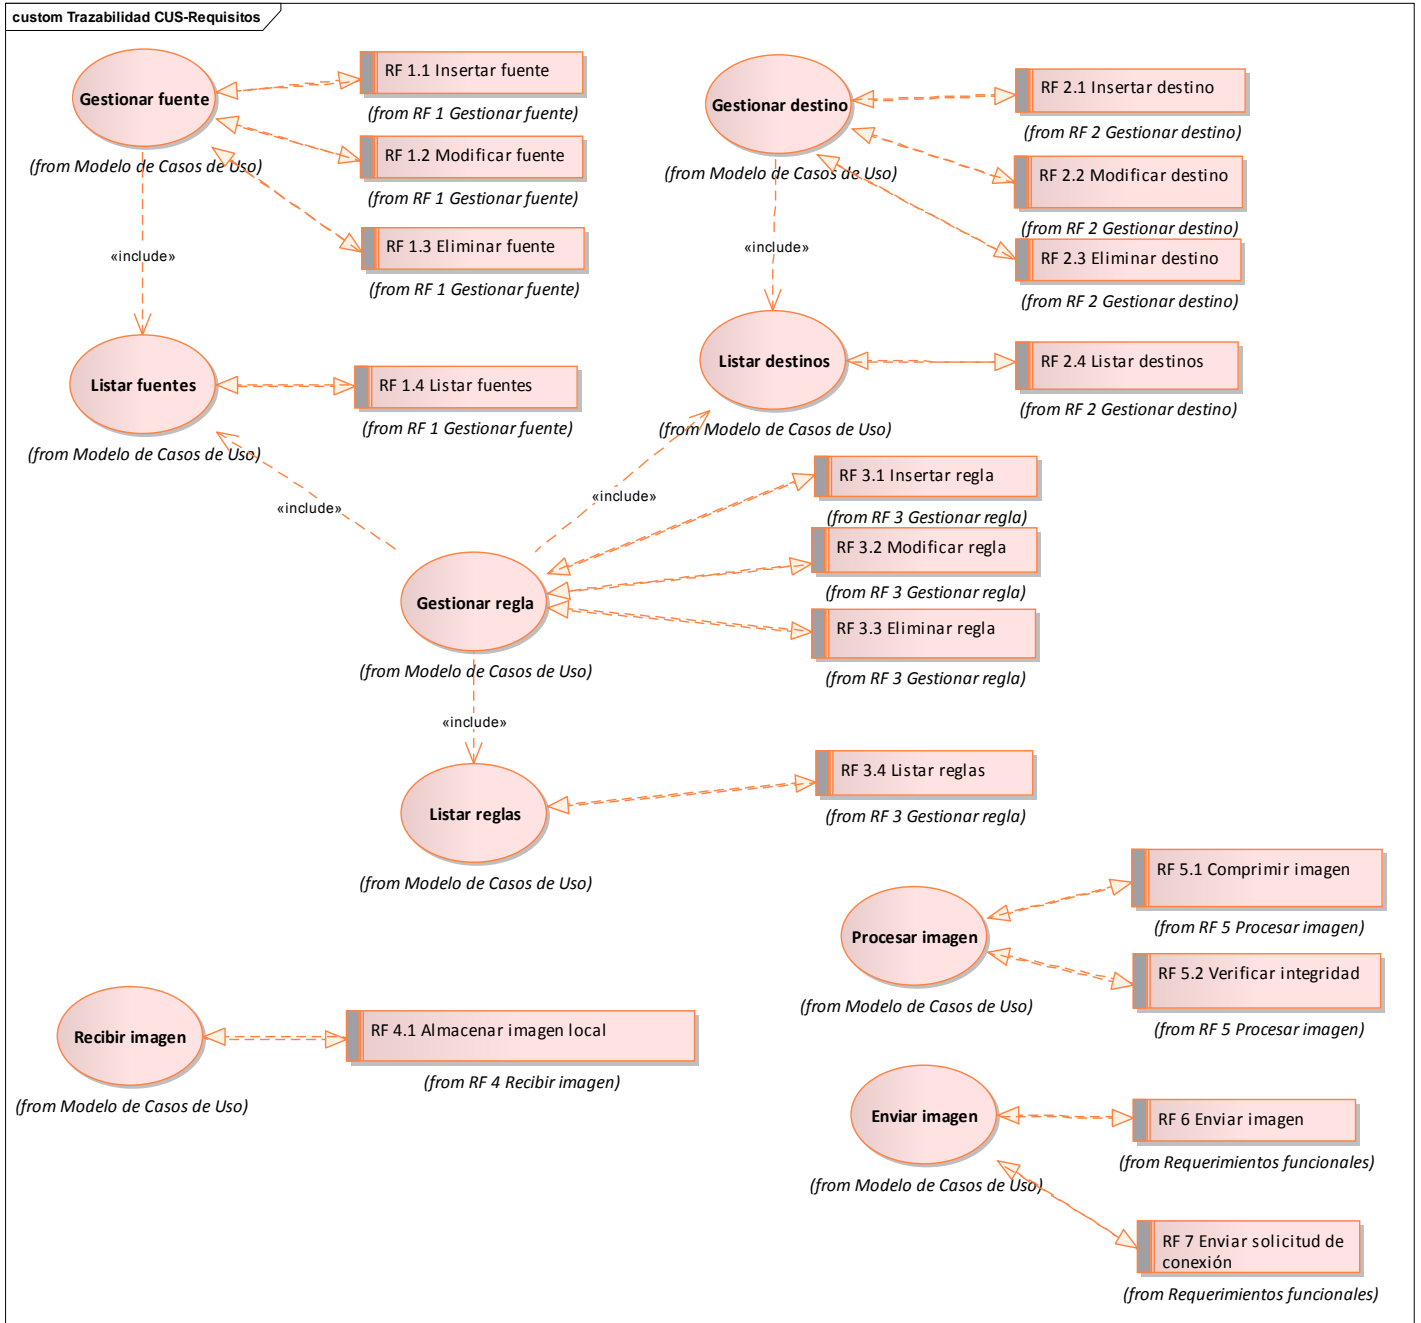 custom Trazabilidad CUS-Requisitos
Gestionar fuente
(from Modelo de Casos de Uso)
RF 1.1 Insertar fuente
(from RF 1 Gestionar fuente)
RF 1.2 Modificar fuente
(from RF 1 Gestionar fuente)
RF 1.3 Eliminar fuente
(from RF 1 Gestionar fuente)
«include»
Listar fuentes
(from Modelo de Casos de Uso)
RF 1.4 Listar fuentes
(from RF 1 Gestionar fuente)
Gestionar destino
(from Modelo de Casos de Uso)
RF 2.1 Insertar destino
(from RF 2 Gestionar destino)
RF 2.2 Modificar destino
(from RF 2 Gestionar destino)
RF 2.3 Eliminar destino
(from RF 2 Gestionar destino)
«include»
Listar destinos
(from Modelo de Casos de Uso)
RF 2.4 Listar destinos
(from RF 2 Gestionar destino)
«include»
«include»
Gestionar regla
(from Modelo de Casos de Uso)
RF 3.1 Insertar regla
(from RF 3 Gestionar regla)
RF 3.2 Modificar regla
(from RF 3 Gestionar regla)
RF 3.3 Eliminar regla
(from RF 3 Gestionar regla)
«include»
Listar reglas
(from Modelo de Casos de Uso)
RF 3.4 Listar reglas
(from RF 3 Gestionar regla)
Procesar imagen
(from Modelo de Casos de Uso)
RF 5.1 Comprimir imagen
(from RF 5 Procesar imagen)
RF 5.2 Verificar integridad
(from RF 5 Procesar imagen)
Recibir imagen
(from Modelo de Casos de Uso)
RF 4.1 Almacenar imagen local
(from RF 4 Recibir imagen)
Enviar imagen
(from Modelo de Casos de Uso)
RF 6 Enviar imagen
(from Requerimientos funcionales)
RF 7 Enviar solicitud de
conexión
(from Requerimientos funcionales)